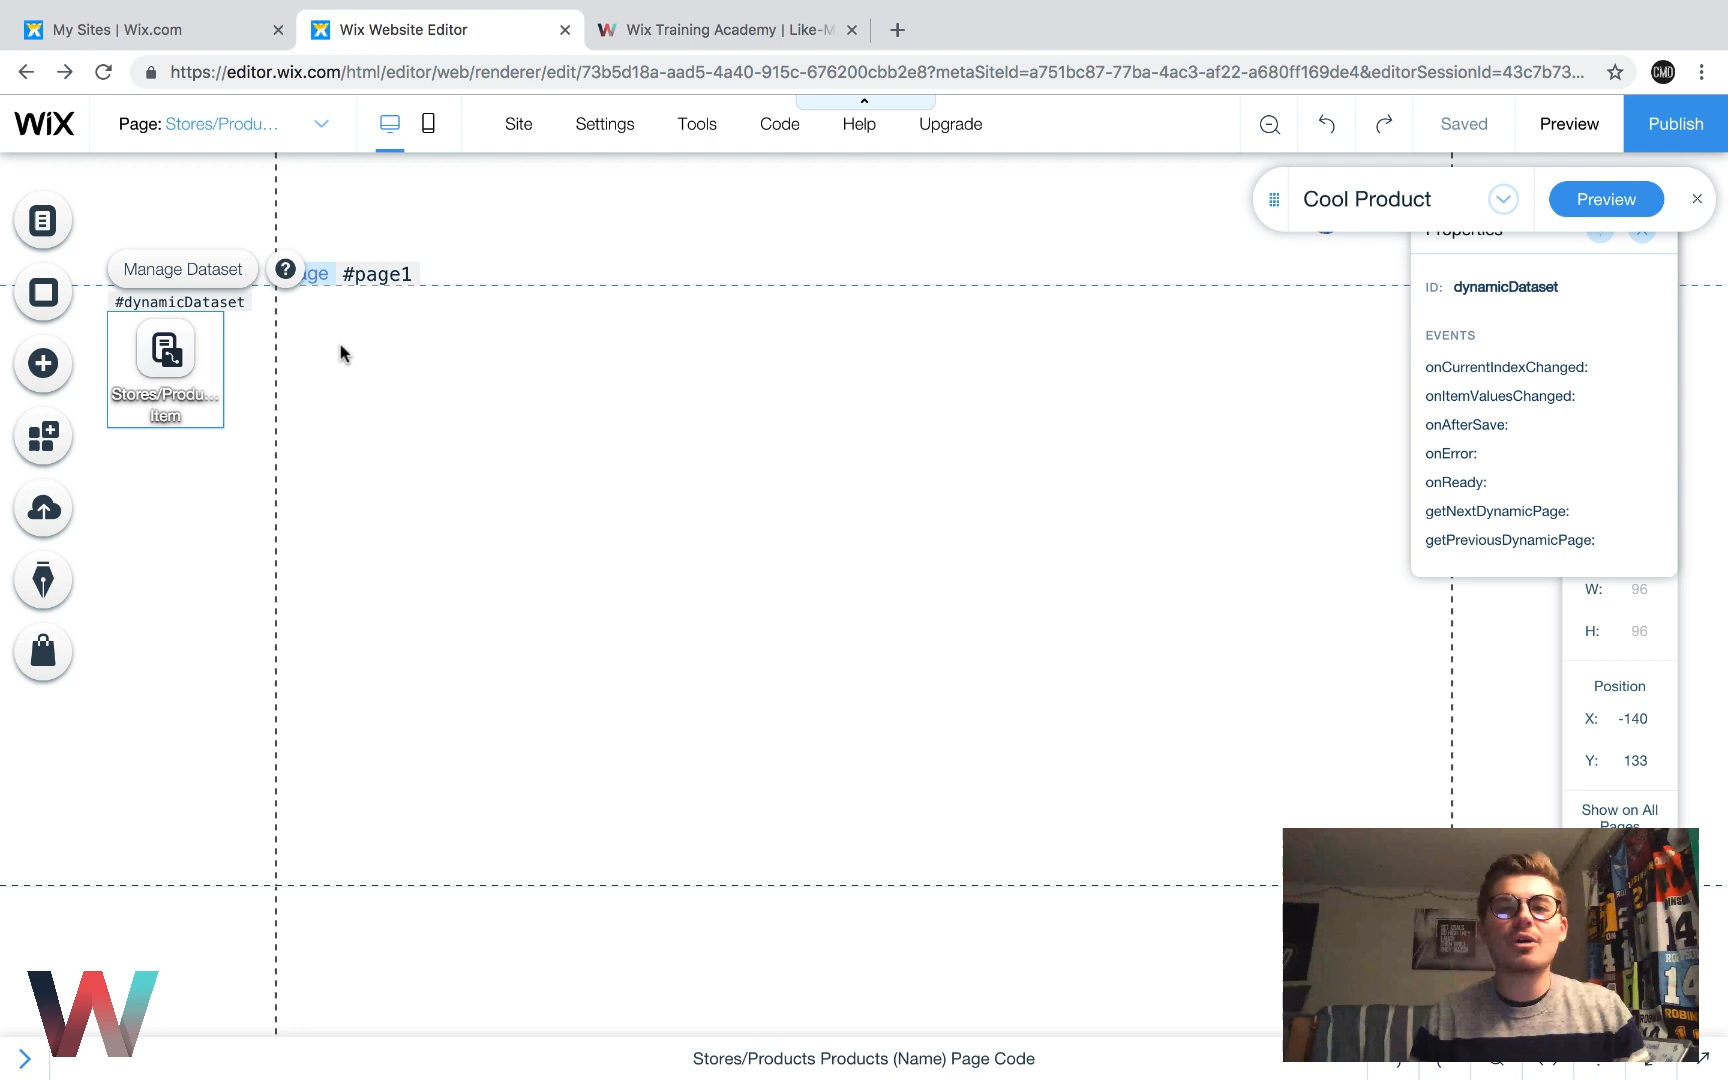 My Sites | Wix.com
Wix Website Editor
Wix Training Academy | Like-M
https://editor.wix.com/html/editor/web/renderer/edit/73b5d18a-aad5-4a40-915c-676200cbb2e8?metaSiteId=a751bc87-77ba-4ac3-af22-a680ff169de4&editorSessionId=43c7b73...
CMD
WiX
Page: Stores/Produ...
Site
Settings
Tools
Code
Help
Upgrade
Saved
Preview
Publish
Cool Product
Preview
Properties
Manage Dataset
?
#page1
#dynamicDataset
Stores/Produ...
Item
ID: dynamicDataset
EVENTS
onCurrentIndexChanged:
onItemValuesChanged:
onAfterSave:
onError:
onReady:
getNextDynamicPage:
getPreviousDynamicPage:
W: 96
H: 96
Position
X: -140
Y: 133
Show on All
Pages
W
Stores/Products Products (Name) Page Code